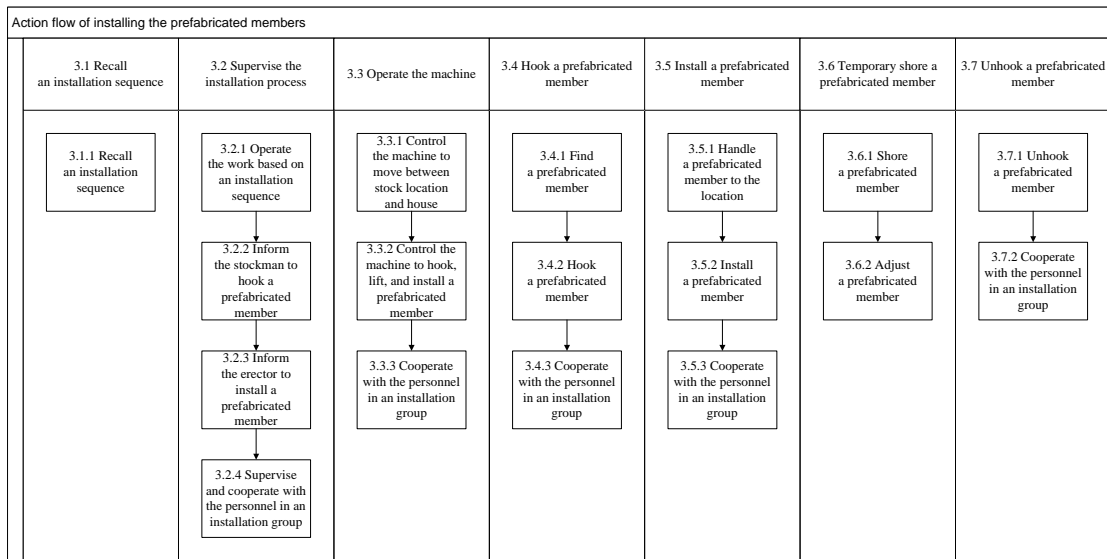 Action flow of installing the prefabricated members
3.1 Recall
an installation sequence
3.2 Supervise the
installation process
3.3 Operate the machine
3.4 Hook a prefabricated
member
3.5 Install a prefabricated
member
3.6 Temporary shore a
prefabricated member
3.7 Unhook a prefabricated
member
3.1.1 Recall
an installation
sequence
3.2.1 Operate
the work based on
an installation
sequence
3.2.2 Inform
the stockman to
hook a
prefabricated
member
3.2.3 Inform
the erector to
install a
prefabricated
member
3.2.4 Supervise
and cooperate with
the personnel in an
installation group
3.3.1 Control
the machine to
move between
stock location
and house
3.3.2 Control the
machine to hook,
lift, and install a
prefabricated
member
3.3.3 Cooperate
with the personnel
in an installation
group
3.4.1 Find
a prefabricated
member
3.4.2 Hook
a prefabricated
member
3.4.3 Cooperate
with the personnel
in an installation
group
3.5.1 Handle
a prefabricated
member to the
location
3.5.2 Install
a prefabricated
member
3.5.3 Cooperate
with the personnel
in an installation
group
3.6.1 Shore
a prefabricated
member
3.6.2 Adjust
a prefabricated
member
3.7.1 Unhook
a prefabricated
member
3.7.2 Cooperate
with the personnel
in an installation
group